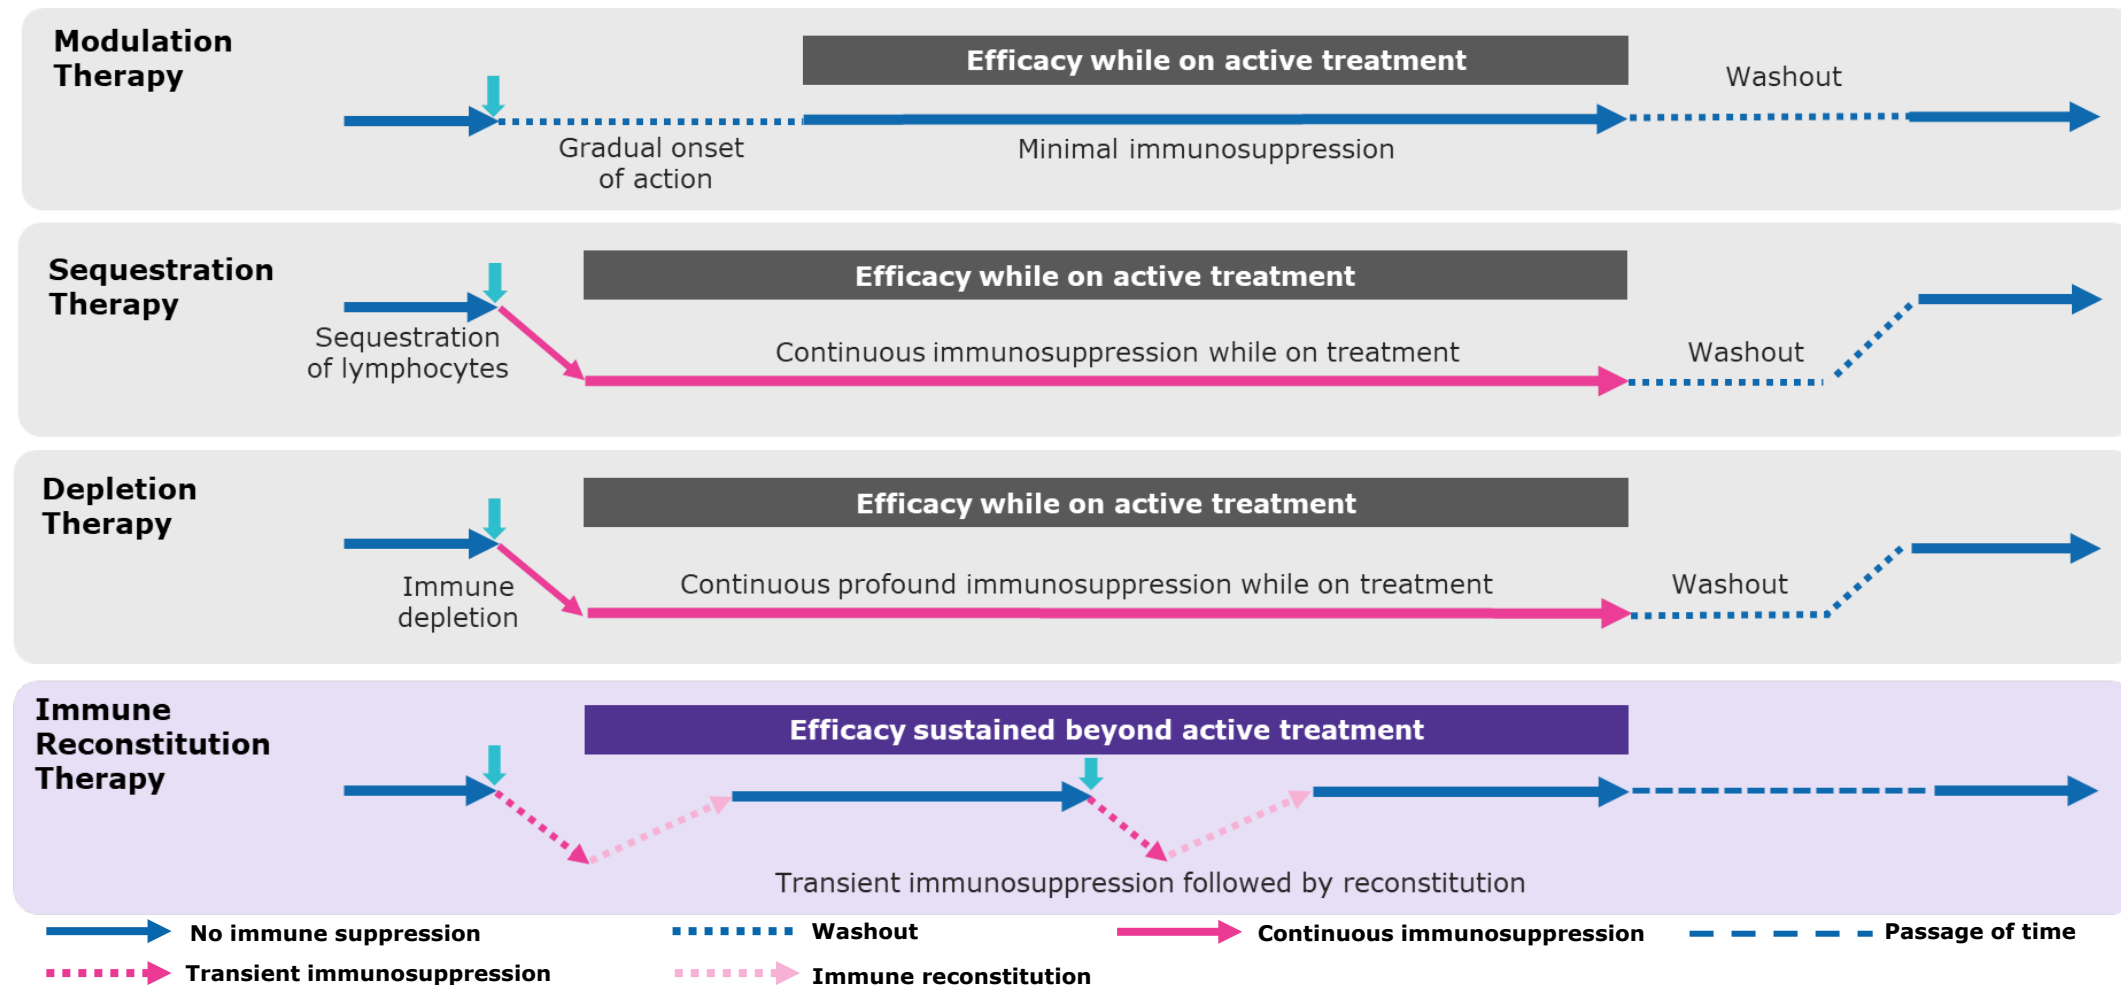 Modulation
Therapy
Efficacy while on active treatment
Washout
Gradual onset
of action
Minimal immunosuppression
Sequestration
Therapy
Efficacy while on active treatment
Sequestration
of lymphocytes
Continuous immunosuppression while on treatment
Washout
Depletion
Therapy
Efficacy while on active treatment
Immune
depletion
Continuous profound immunosuppression while on treatment
Washout
Immune
Reconstitution
Therapy
Efficacy sustained beyond active treatment
Transient immunosuppression followed by reconstitution
No immune suppression
Washout
Continuous immunosuppression
Passage of time
Transient immunosuppression
Immune reconstitution